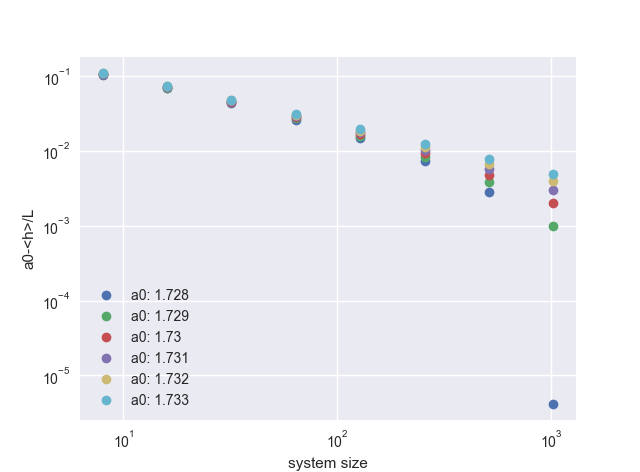 10⁻¹
10⁻²
10⁻³
10⁻⁴
10⁻⁵
a0-<h>/L
a0: 1.728
a0: 1.729
a0: 1.73
a0: 1.731
a0: 1.732
a0: 1.733
10¹ 10² 10³
system size